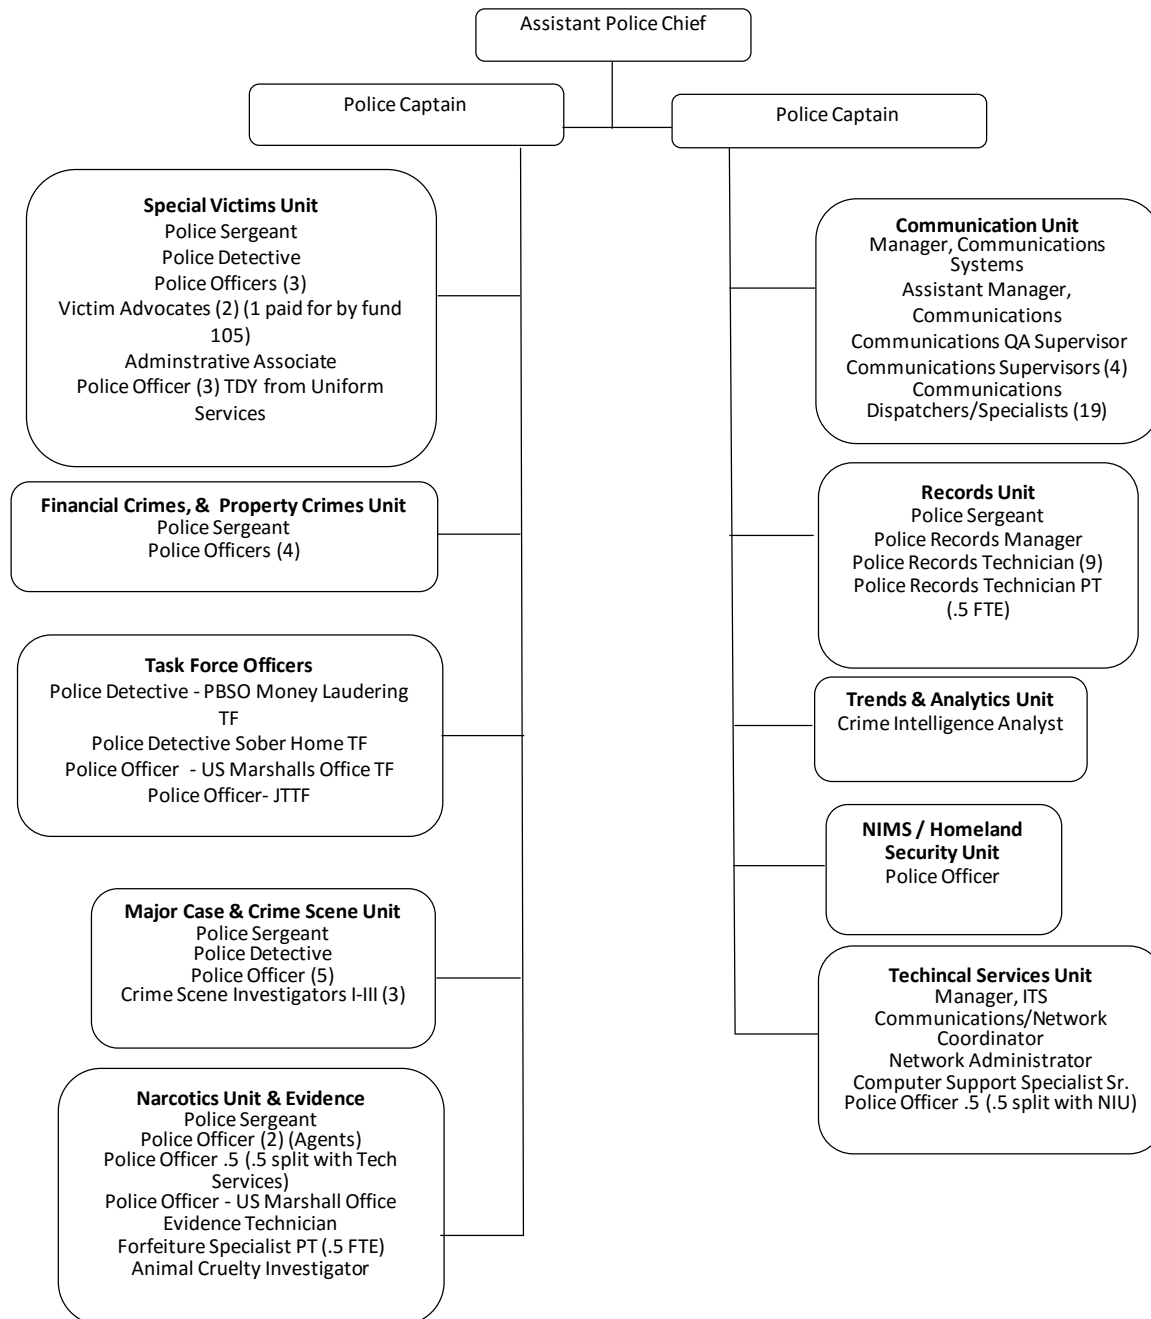 Assistant Police Chief
Police Captain
Police Captain
Special Victims Unit
Police Sergeant
Police Detective
Police Officers (3)
Victim Advocates (2) (1 paid for by fund
105)
Adminstrative Associate
Police Officer (3) TDY from Uniform
Services
Financial Crimes, & Property Crimes Unit
Police Sergeant
Police Officers (4)
Task Force Officers
Police Detective - PBSO Money Laudering
TF
Police Detective Sober Home TF
Police Officer - US Marshalls Office TF
Police Officer- JTTF
Major Case & Crime Scene Unit
Police Sergeant
Police Detective
Police Officer (5)
Crime Scene Investigators I-III (3)
Narcotics Unit & Evidence
Police Sergeant
Police Officer (2) (Agents)
Police Officer .5 (.5 split with Tech
Services)
Police Officer - US Marshall Office
Evidence Technician
Forfeiture Specialist PT (.5 FTE)
Animal Cruelty Investigator
Communication Unit
Manager, Communications
Systems
Assistant Manager,
Communications
Communications QA Supervisor
Communications Supervisors (4)
Communications
Dispatchers/Specialists (19)
Records Unit
Police Sergeant
Police Records Manager
Police Records Technician (9)
Police Records Technician PT
(.5 FTE)
Trends & Analytics Unit
Crime Intelligence Analyst
NIMS / Homeland
Security Unit
Police Officer
Techincal Services Unit
Manager, ITS
Communications/Network
Coordinator
Network Administrator
Computer Support Specialist Sr.
Police Officer .5 (.5 split with NIU)